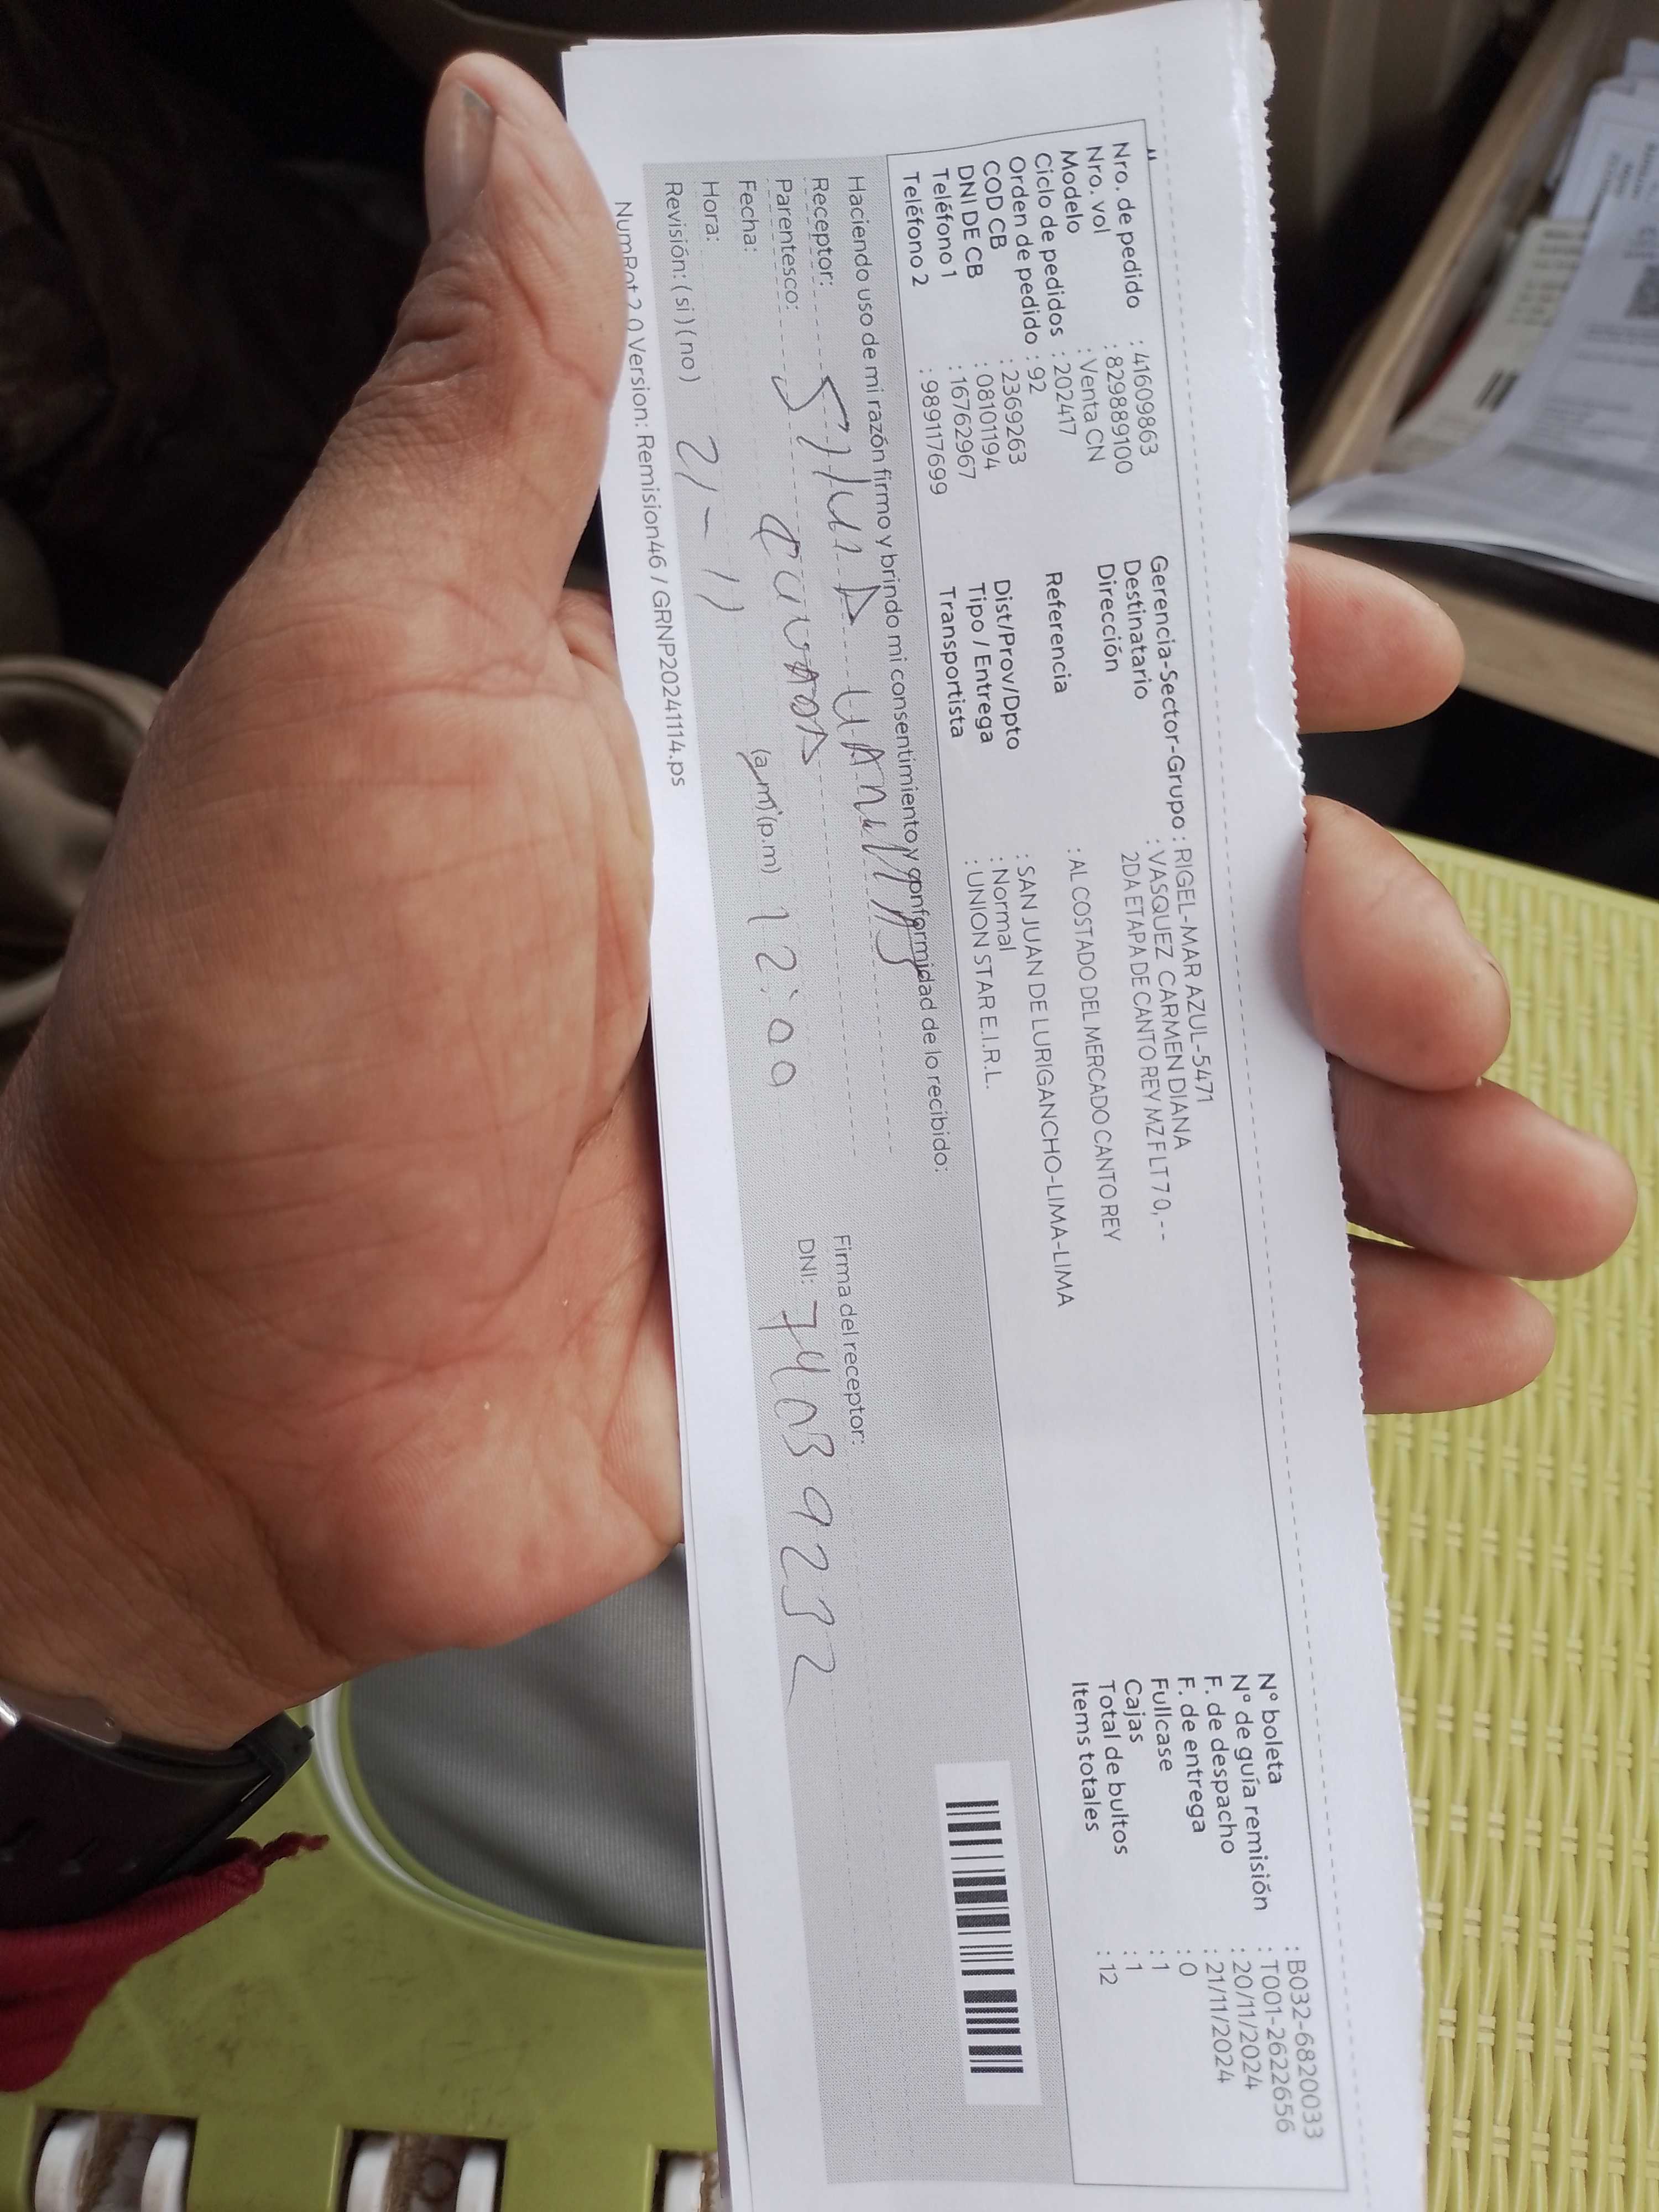 Nro. de pedido : 41609863
Nro. vol : 829889100
Modelo : Venta CN
Ciclo de pedidos : 202417
Orden de pedido : 92
COD CB : 2369263
DNI DE CB : 08101194
Teléfono 1 : 16762967
Teléfono 2 : 989117699
Gerencia-Sector-Grupo : RIGEL-MAR AZUL-5471
Destinatario : VASQUEZ CARMEN DIANA
Dirección 2DA ETAPA DE CANTO REY MZ F LT 70, --
Referencia : AL COSTADO DEL MERCADO CANTO REY
Dist/Prov/Dpto : SAN JUAN DE LURIGANCHO-LIMA-LIMA
Tipo / Entrega : Normal
Transportista : UNION STAR E.I.R.L.
N° boleta : B032-6820033
N° de guía remisión : T001-2622656
F. de despacho : 20/11/2024
F. de entrega : 21/11/2024
Fullcase : 0
Cajas : 1
Total de bultos : 1
Items totales : 12
Haciendo uso de mi razón firmo y brindo mi consentimiento y conformidad de lo recibido:
Receptor:
Parentesco:
Fecha: 
Hora: 21-11 (a.m) (p.m) 12:00
Revisión: ( si ) ( no )
Firma del receptor:
DNI: 74039232
NumBot 2.0 Version: Remision46 / GRNP20241114.ps